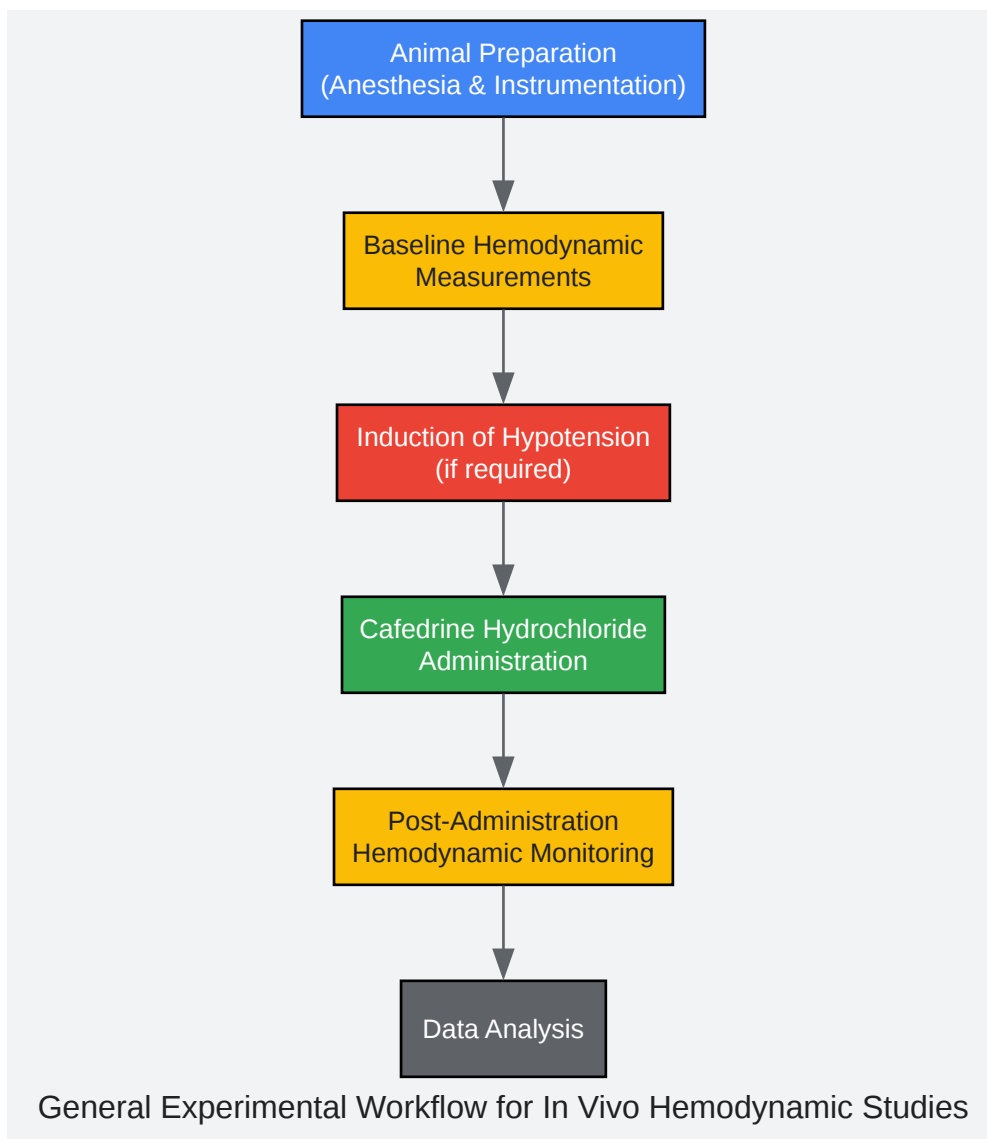 Animal Preparation
(Anesthesia & Instrumentation)
Baseline Hemodynamic
Measurements
Induction of Hypotension
(if required)
Cafedrine Hydrochloride
Administration
Post-Administration
Hemodynamic Monitoring
Data Analysis
General Experimental Workflow for In Vivo Hemodynamic Studies